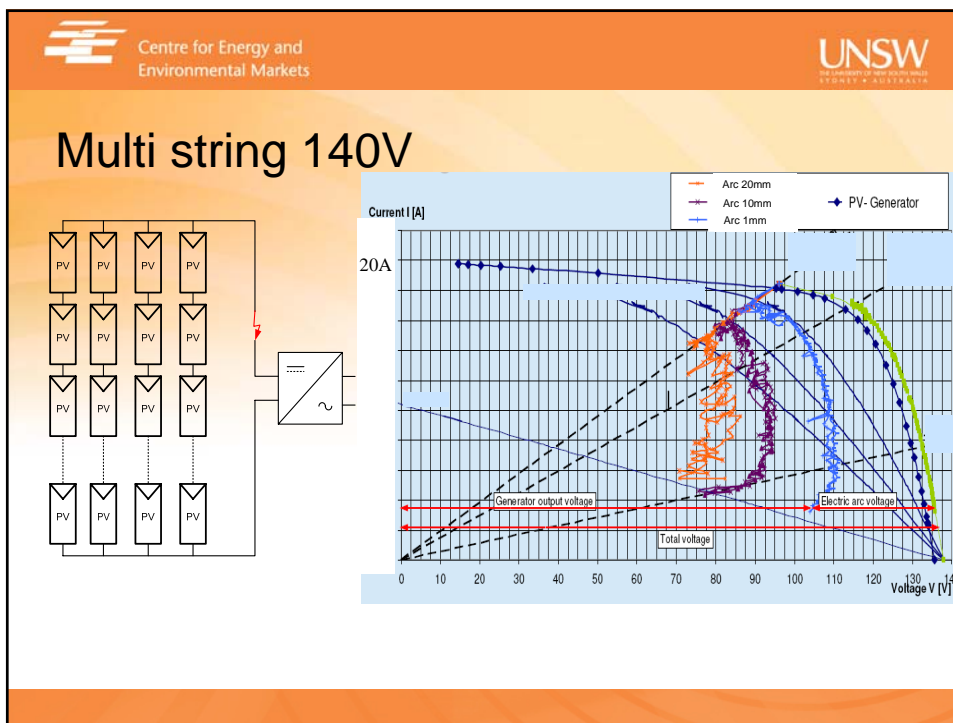 Centre for Energy and
Environmental Markets
UNSW
THE UNIVERSITY OF NEW SOUTH WALES
SYDNEY • AUSTRALIA
Multi string 140V
Arc 20mm
Arc 10mm
Arc 1mm
PV- Generator
Current I [A]
20A
PV PV PV PV
PV PV PV PV
PV PV PV PV
PV PV PV PV
Generator output voltage
Electric arc voltage
Total voltage
0 10 20 30 40 50 60 70 80 90 100 110 120 130 14
Voltage V [V]